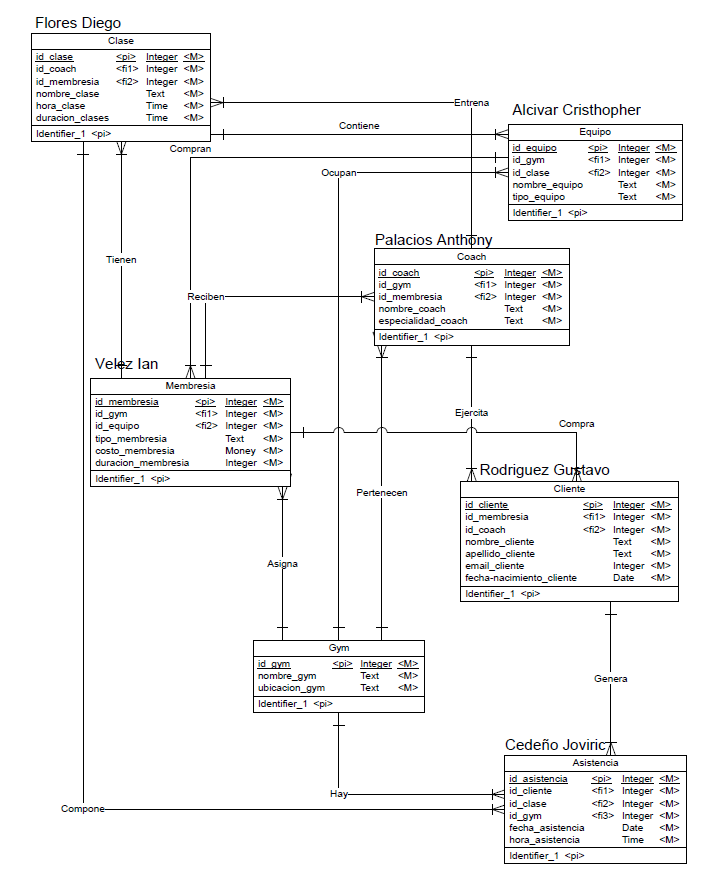 Flores Diego
Clase
id_clase <pi> Integer <M>
id_coach <fi1> Integer <M>
id_membresia <fi2> Integer <M>
nombre_clase Text <M>
hora_clase Time <M>
duracion_clases Time <M>
Identifier_1 <pi>
Entrena
Contiene
Compran
Ocupan
Alcivar Cristhopher
Equipo
id_equipo <pi> Integer <M>
id_gym <fi1> Integer <M>
id_clase <fi2> Integer <M>
nombre_equipo Text <M>
tipo_equipo Text <M>
Identifier_1 <pi>
Tienen
Reciben
Palacios Anthony
Coach
id_coach <pi> Integer <M>
id_gym <fi1> Integer <M>
id_membresia <fi2> Integer <M>
nombre_coach Text <M>
especialidad_coach Text <M>
Identifier_1 <pi>
Velez Ian
Membresia
id_membresia <pi> Integer <M>
id_gym <fi1> Integer <M>
id_equipo <fi2> Integer <M>
tipo_membresia Text <M>
costo_membresia Money <M>
duracion_membresia Integer <M>
Identifier_1 <pi>
Ejercita
Compra
Pertenecen
Asigna
Rodriguez Gustavo
Cliente
id_cliente <pi> Integer <M>
id_membresia <fi1> Integer <M>
id_coach <fi2> Integer <M>
nombre_cliente Text <M>
apellido_cliente Text <M>
email_cliente Integer <M>
fecha-nacimiento_cliente Date <M>
Identifier_1 <pi>
Gym
id_gym <pi> Integer <M>
nombre_gym Text <M>
ubicacion_gym Text <M>
Identifier_1 <pi>
Genera
Hay
Compone
Cedeño Joviric
Asistencia
id_asistencia <pi> Integer <M>
id_cliente <fi1> Integer <M>
id_clase <fi2> Integer <M>
id_gym <fi3> Integer <M>
fecha_asistencia Date <M>
hora_asistencia Time <M>
Identifier_1 <pi>